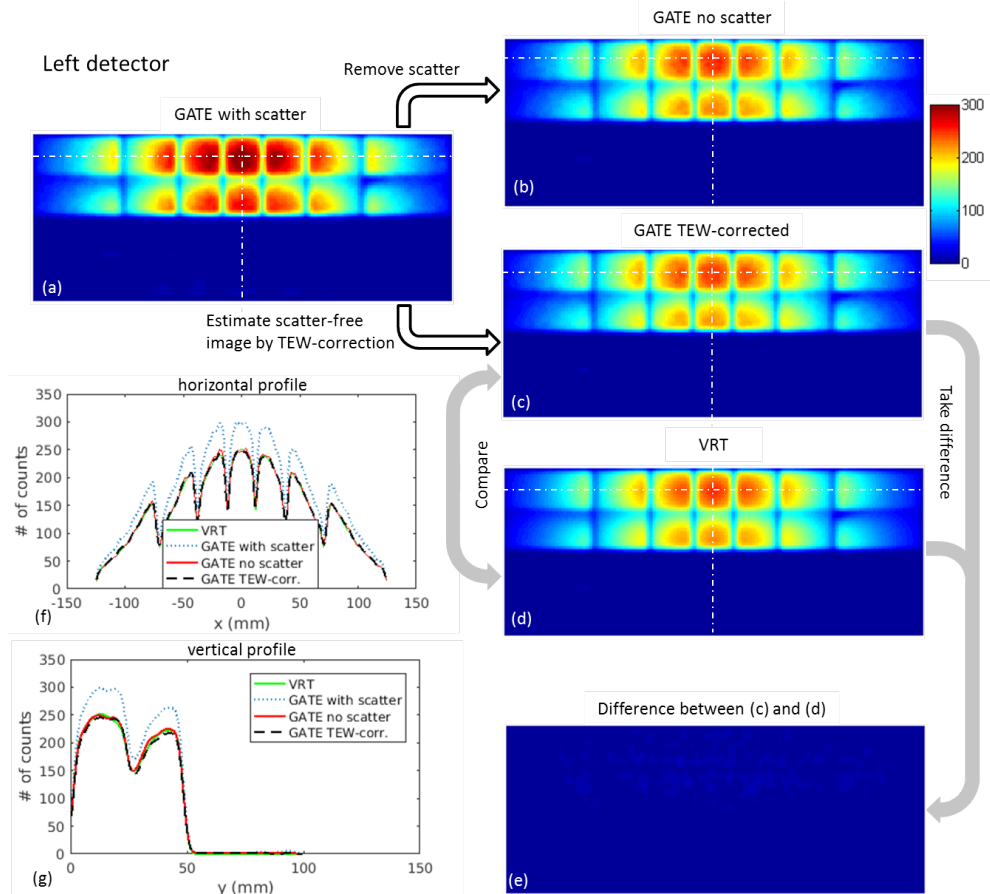 Left detector
GATE with scatter
(a)
Remove scatter
GATE no scatter
(b)
300
200
100
0
Estimate scatter-free
image by TEW-correction
GATE TEW-corrected
(c)
Compare
Take difference
VRT
(d)
Difference between (c) and (d)
(e)
horizontal profile
# of counts
350
300
250
200
150
100
50
0
-150
-100
-50
0
50
100
150
x (mm)
VRT
GATE with scatter
GATE no scatter
GATE TEW-corr.
(f)
vertical profile
# of counts
350
300
250
200
150
100
50
0
0
50
100
150
y (mm)
VRT
GATE with scatter
GATE no scatter
GATE TEW-corr.
(g)